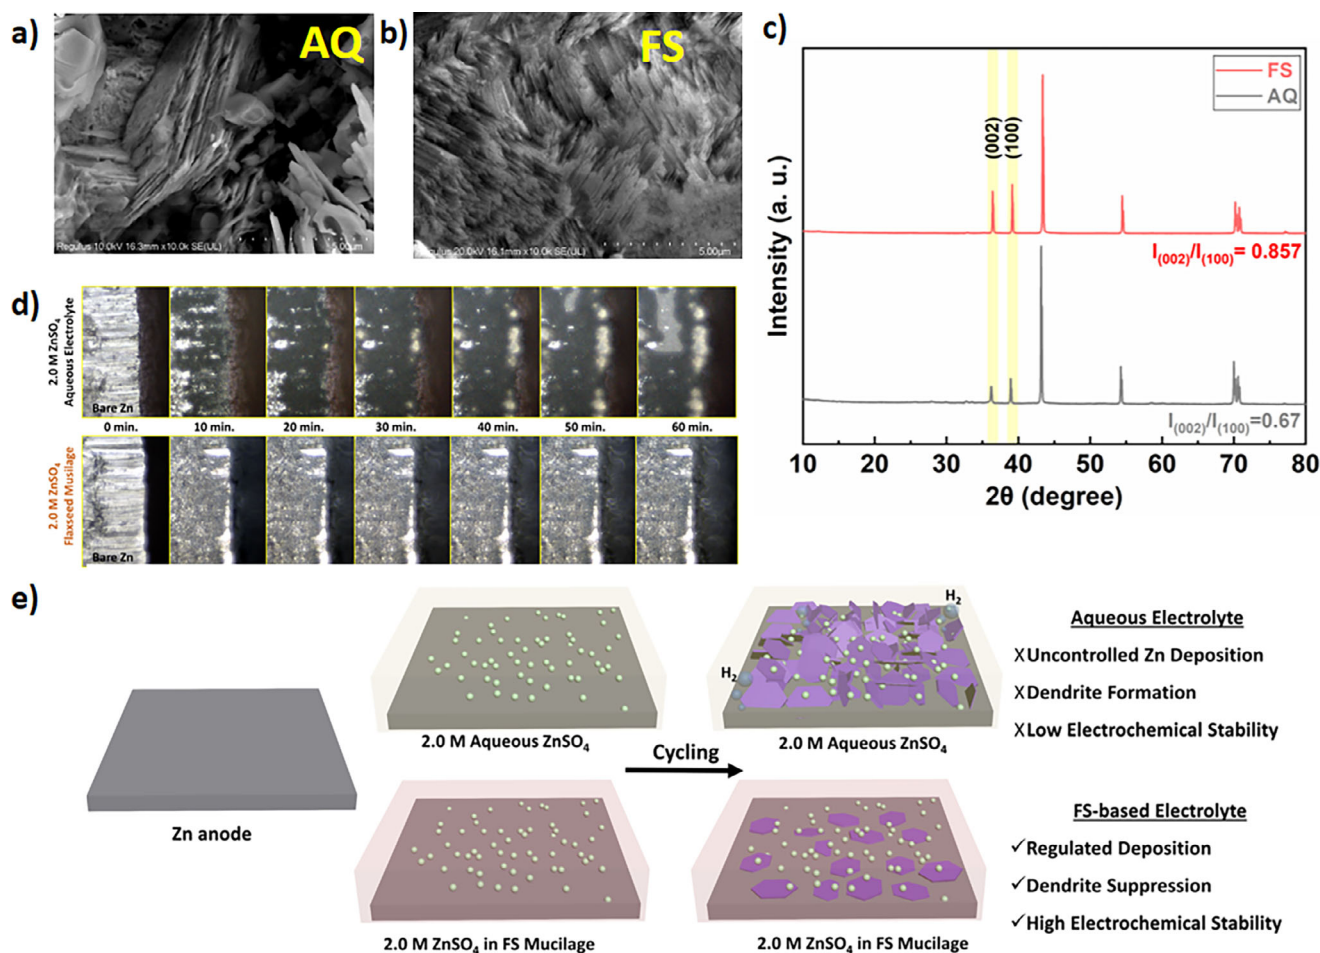 a)
AQ
Regulus 10.0kV 16.3mm x10.0k SE(UL)
5.00μm
b)
FS
Regulus 20.0kV 16.1mm x10.0k SE(UL)
5.00μm
c)
FS
AQ
(002)
(100)
I(002)/I(100)= 0.857
I(002)/I(100)=0.67
Intensity (a. u.)
10 20 30 40 50 60 70 80
2θ (degree)
d)
2.0 M ZnSO4
Aqueous Electrolyte
Bare Zn
0 min. 10 min. 20 min. 30 min. 40 min. 50 min. 60 min.
2.0 M ZnSO4
Flaxseed Musilage
Bare Zn
e)
Zn anode
2.0 M Aqueous ZnSO4
H2
H2
2.0 M Aqueous ZnSO4
Cycling
2.0 M ZnSO4 in FS Mucilage
2.0 M ZnSO4 in FS Mucilage
Aqueous Electrolyte
XUncontrolled Zn Deposition
XDendrite Formation
XLow Electrochemical Stability
FS-based Electrolyte
✓Regulated Deposition
✓Dendrite Suppression
✓High Electrochemical Stability